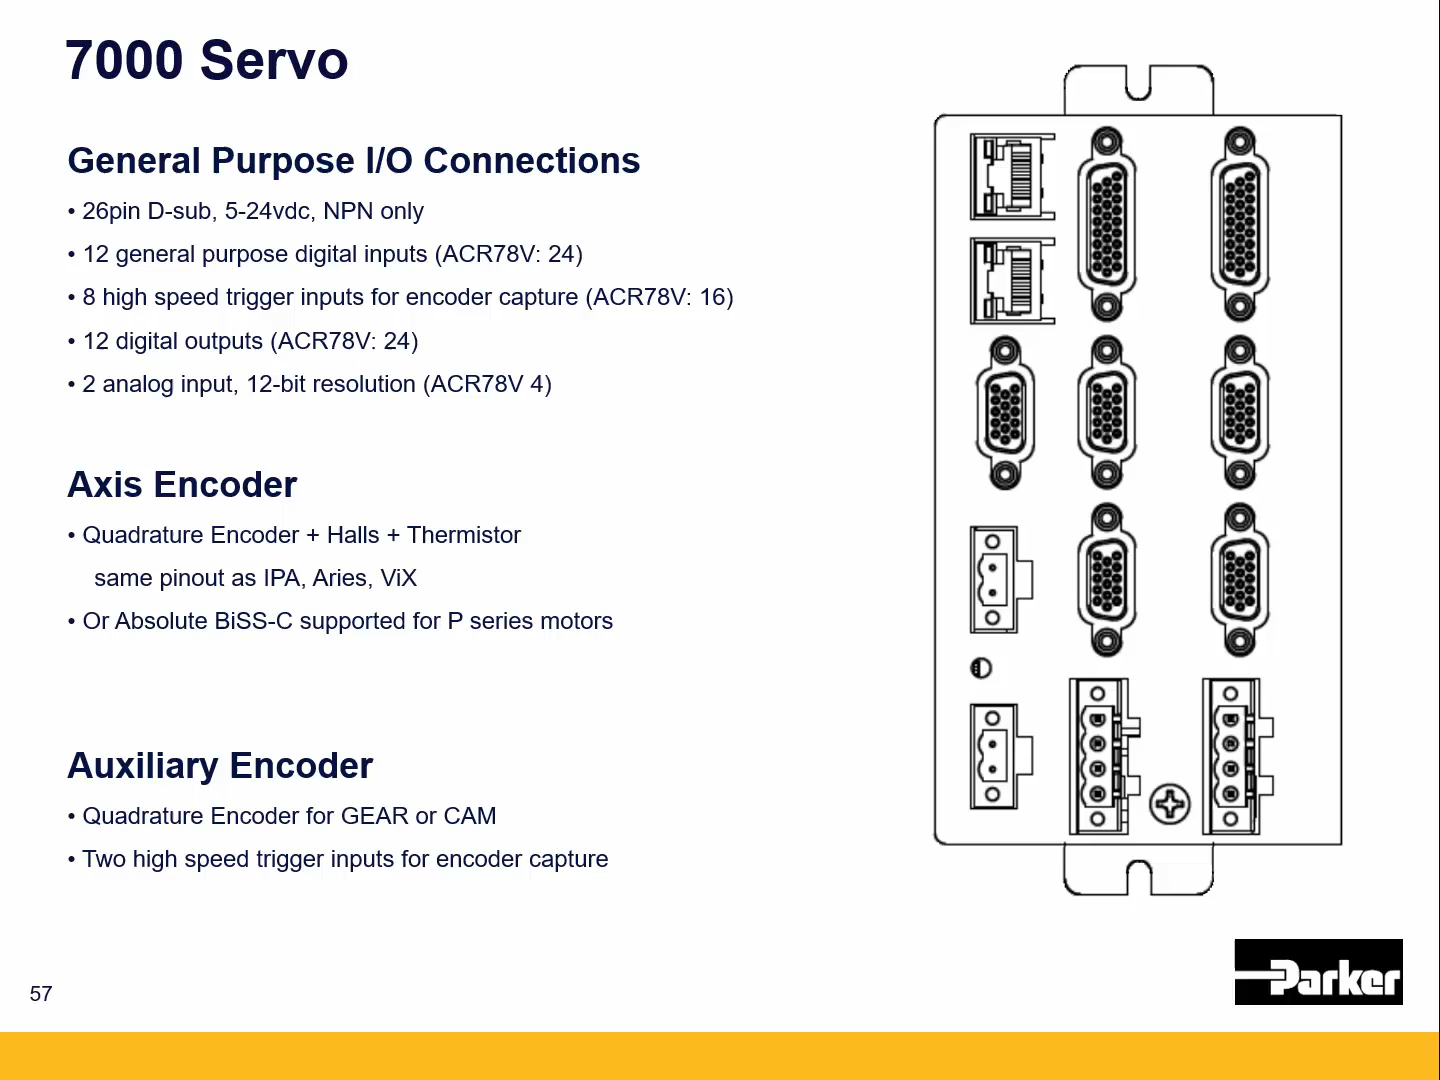 7000 Servo
General Purpose I/O Connections
• 26pin D-sub, 5-24vdc, NPN only
• 12 general purpose digital inputs (ACR78V: 24)
• 8 high speed trigger inputs for encoder capture (ACR78V: 16)
• 12 digital outputs (ACR78V: 24)
• 2 analog input, 12-bit resolution (ACR78V 4)
Axis Encoder
• Quadrature Encoder + Halls + Thermistor
same pinout as IPA, Aries, ViX
• Or Absolute BiSS-C supported for P series motors
Auxiliary Encoder
• Quadrature Encoder for GEAR or CAM
• Two high speed trigger inputs for encoder capture
57
Parker